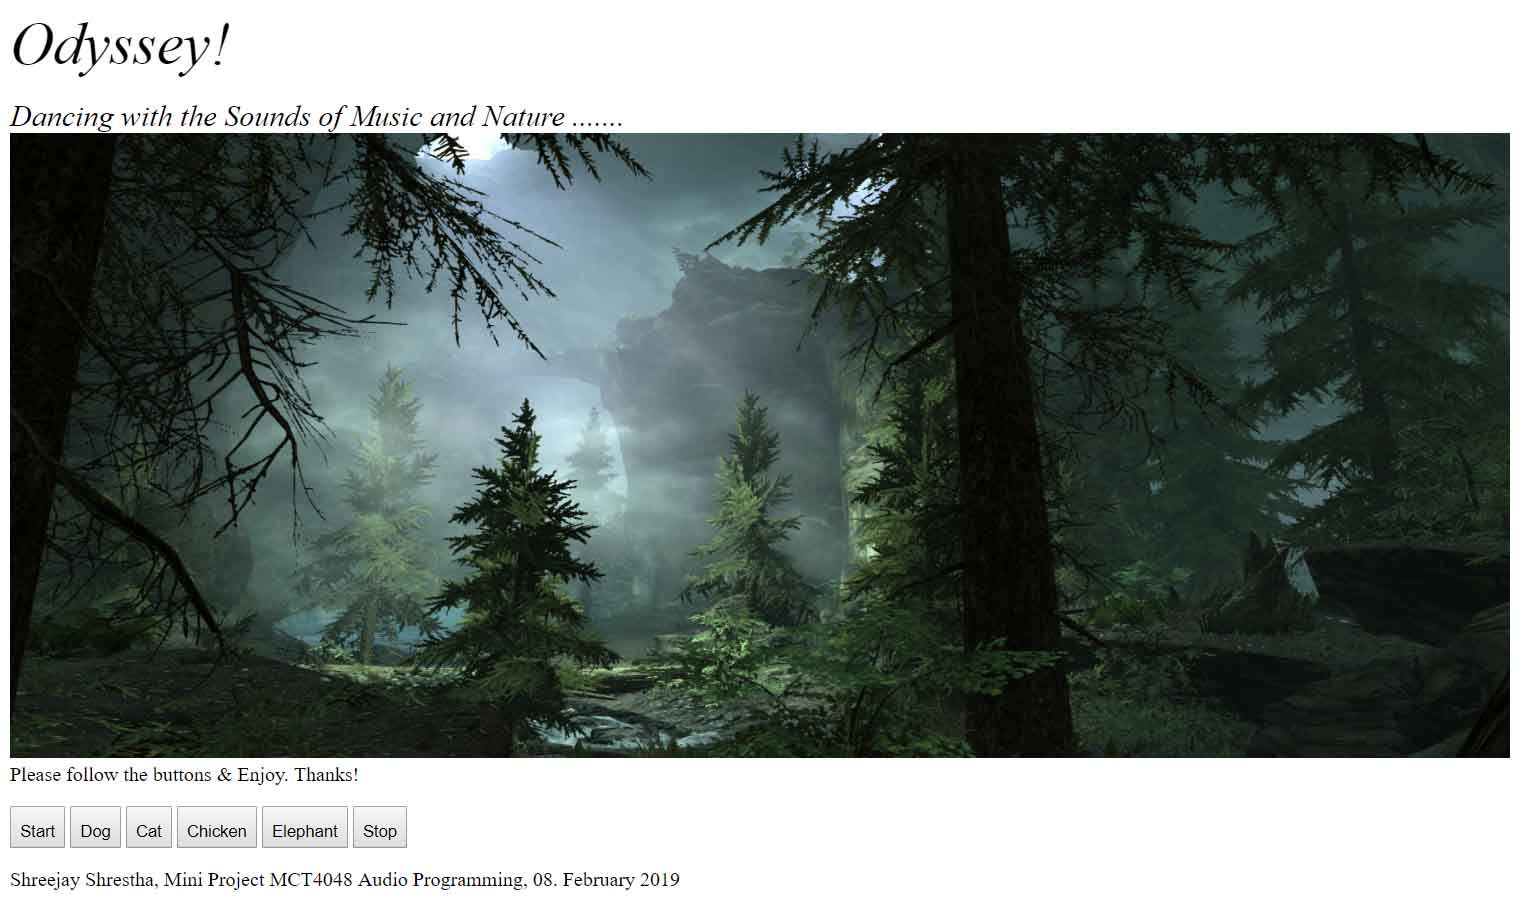 Odyssey!
Dancing with the Sounds of Music and Nature .......
Please follow the buttons & Enjoy. Thanks!
Start Dog Cat Chicken Elephant Stop
Shreejay Shrestha, Mini Project MCT4048 Audio Programming, 08. February 2019